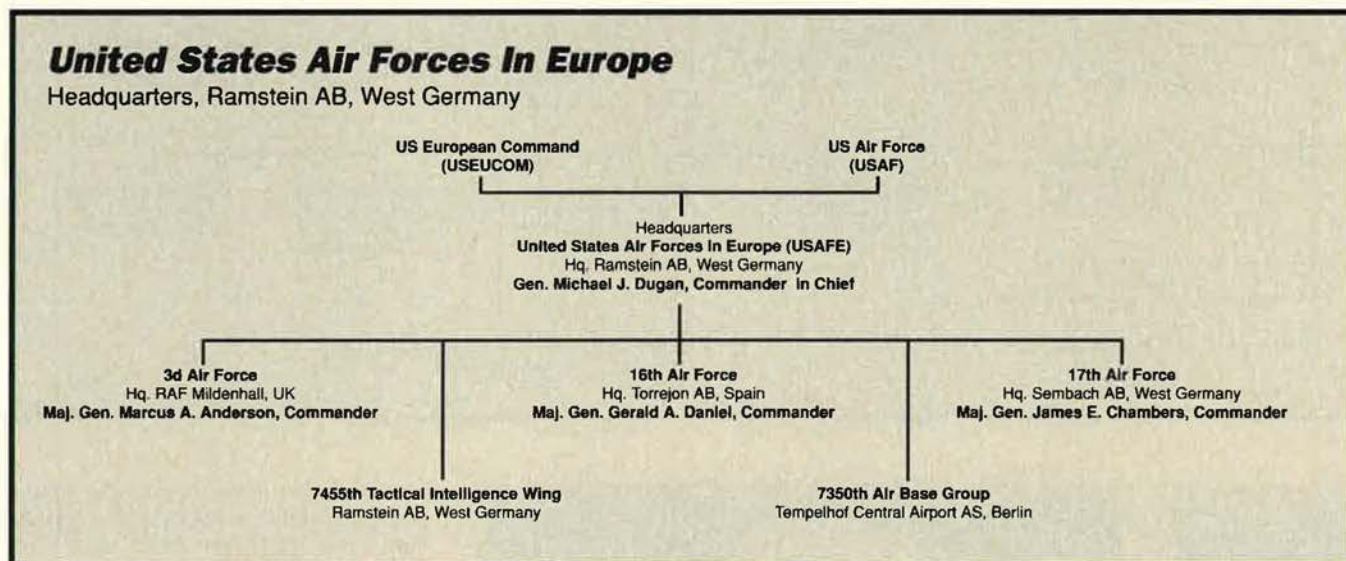 United States Air Forces In Europe
Headquarters, Ramstein AB, West Germany
US European Command
(USEUCOM)
US Air Force
(USAF)
Headquarters
United States Air Forces In Europe (USAFE)
Hq. Ramstein AB, West Germany
Gen. Michael J. Dugan, Commander in Chief
3d Air Force
Hq. RAF Mildenhall, UK
Maj. Gen. Marcus A. Anderson, Commander
16th Air Force
Hq. Torrejon AB, Spain
Maj. Gen. Gerald A. Daniel, Commander
17th Air Force
Hq. Sembach AB, West Germany
Maj. Gen. James E. Chambers, Commander
7455th Tactical Intelligence Wing
Ramstein AB, West Germany
7350th Air Base Group
Tempelhof Central Airport AS, Berlin